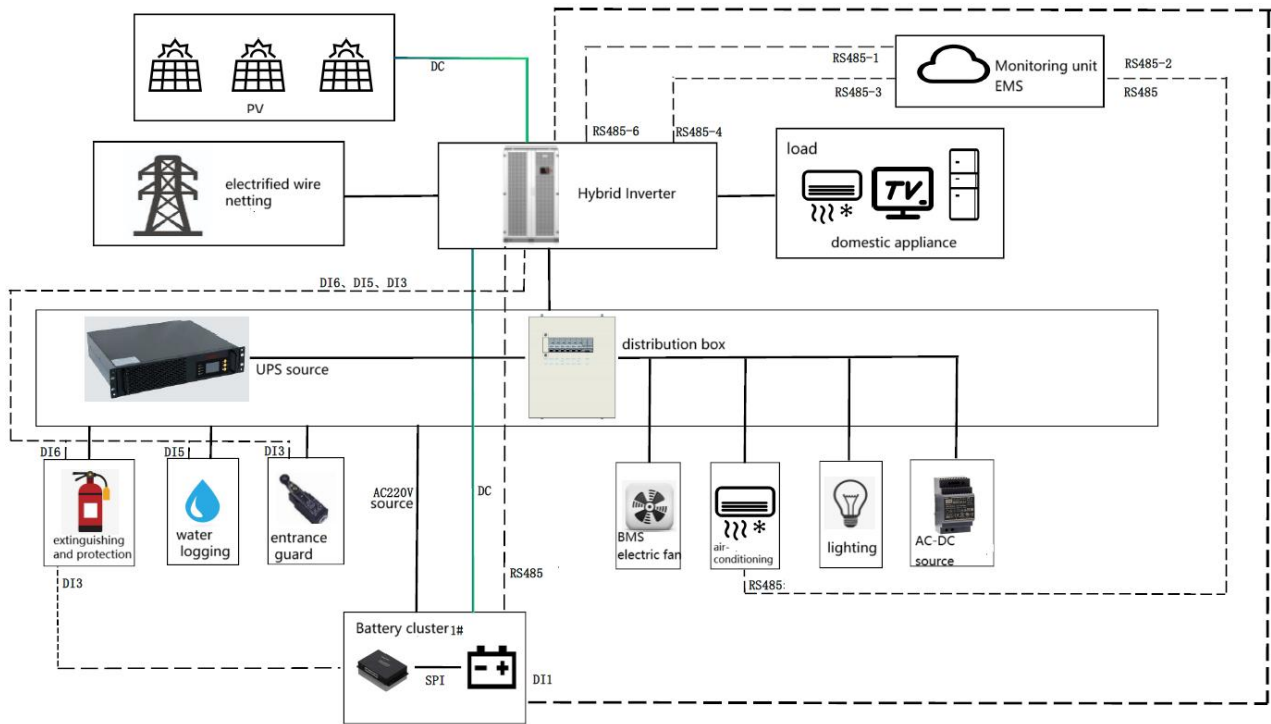 PV
DC
RS485-1
RS485-3
Monitoring unit
EMS
RS485-2
RS485
RS485-6
RS485-4
electrified wire
netting
Hybrid Inverter
load
TV
domestic appliance
DI6、DI5、DI3
UPS source
distribution box
DI6
DI5
DI3
extinguishing
and protection
water
logging
entrance
guard
AC220V
source
DC
BMS
electric fan
air-
conditioning
lighting
AC-DC
source
DI3
RS485
RS485:
Battery cluster 1#
SPI
DI1